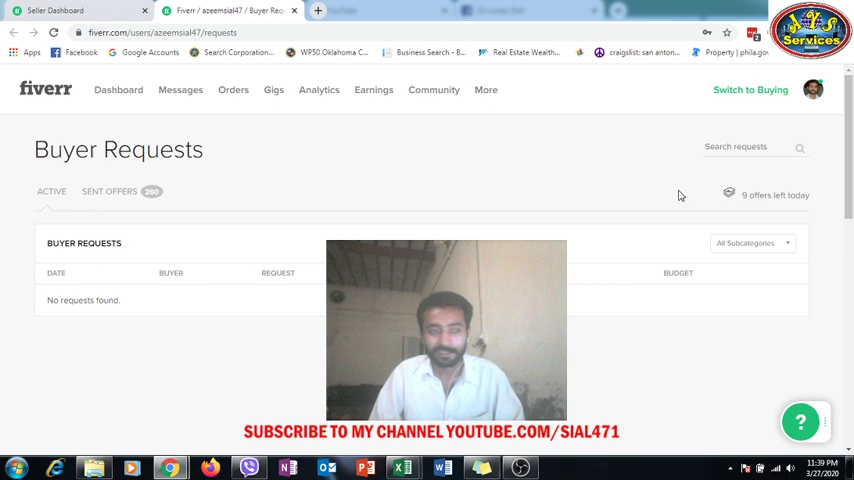 Seller Dashboard
Fiverr / azeemsial47 / Buyer Req
fiverr.com/users/azeemsial47/requests
Apps
Facebook
Google Accounts
Search Corporation...
WP50 Oklahoma C...
Business Search - B...
Real Estate Wealth...
craigslist: san anton...
Property | phila.gov
JYS
Services
fiverr
Dashboard
Messages
Orders
Gigs
Analytics
Earnings
Community
More
Switch to Buying
Buyer Requests
Search requests
ACTIVE
SENT OFFERS 260
9 offers left today
BUYER REQUESTS
All Subcategories
DATE
BUYER
REQUEST
BUDGET
No requests found.
SUBSCRIBE TO MY CHANNEL YOUTUBE.COM/SIAL471
?
11:39 PM
3/27/2020